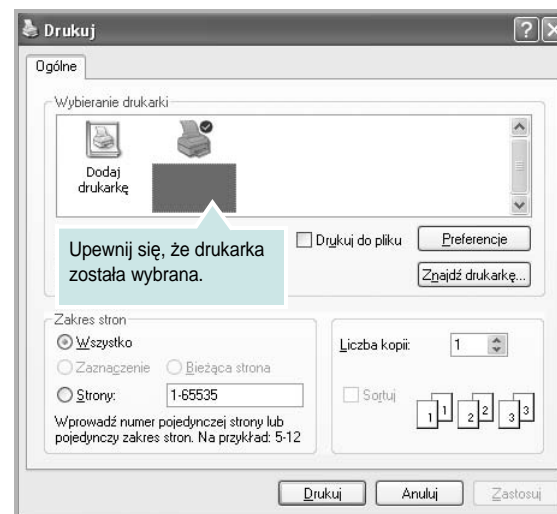 Drukuj
Ogólne
Wybieranie drukarki
Dodaj
drukarkę
Upewnij się, że drukarka
została wybrana.
Drukuj do pliku
Preferencje
Znajdź drukarkę...
Zakres stron
Wszystko
Zaznaczenie Bieżąca strona
Strony: 1-65535
Wprowadź numer pojedynczej strony lub
pojedynczy zakres stron. Na przykład: 5-12
Liczba kopii: 1
Sortuj
1 1 2 2 3 3
Drukuj Anuluj Zastosuj